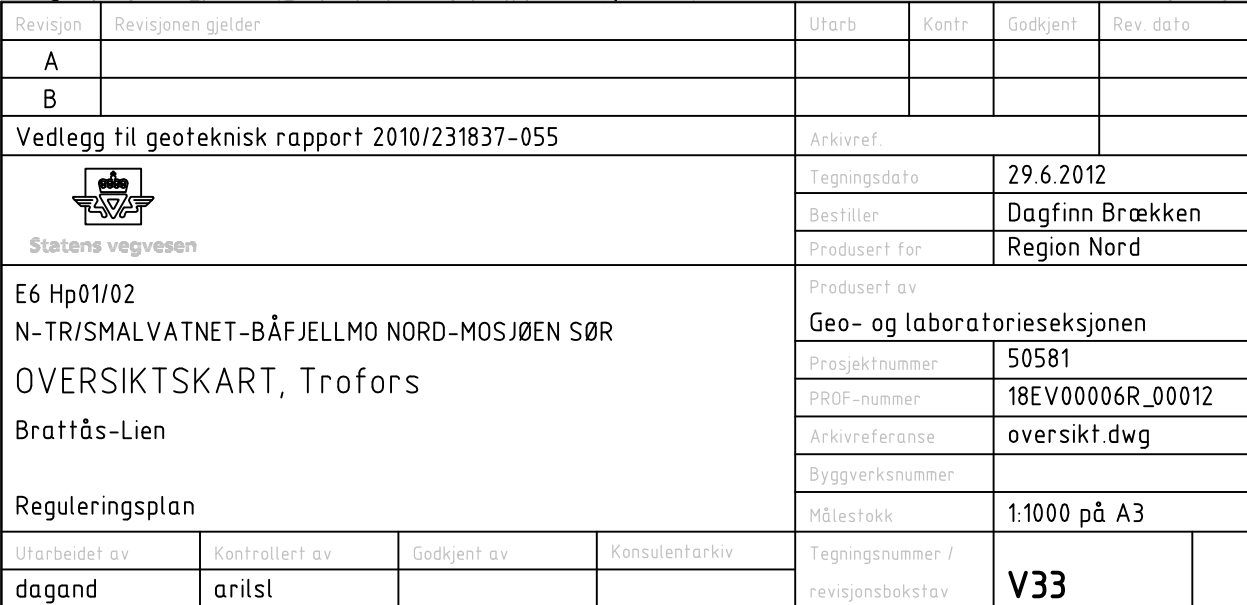 Revisjon Revisjonen gjelder Utarb Kontr Godkjent Rev. dato
A
B
Vedlegg til geoteknisk rapport 2010/231837-055 Arkivref.
Statens vegvesen
Tegningsdato 29.6.2012
Bestiller Dagfinn Brækken
Produsert for Region Nord
E6 Hp01/02
N-TR/SMALVATNET-BÅFJELLMO NORD-MOSJØEN SØR
OVERSIKTSKART, Trofors
Brattås-Lien
Reguleringsplan
Produsert av
Geo- og laboratorieseksjonen
Prosjektnummer 50581
PROF-nummer 18EV00006R_00012
Arkivreferanse oversikt.dwg
Byggverksnummer
Målestokk 1:1000 på A3
Utarbeidet av Kontrollert av Godkjent av Konsulentarkiv
dagand arilsl
Tegningsnummer /
revisjonsbokstav V33